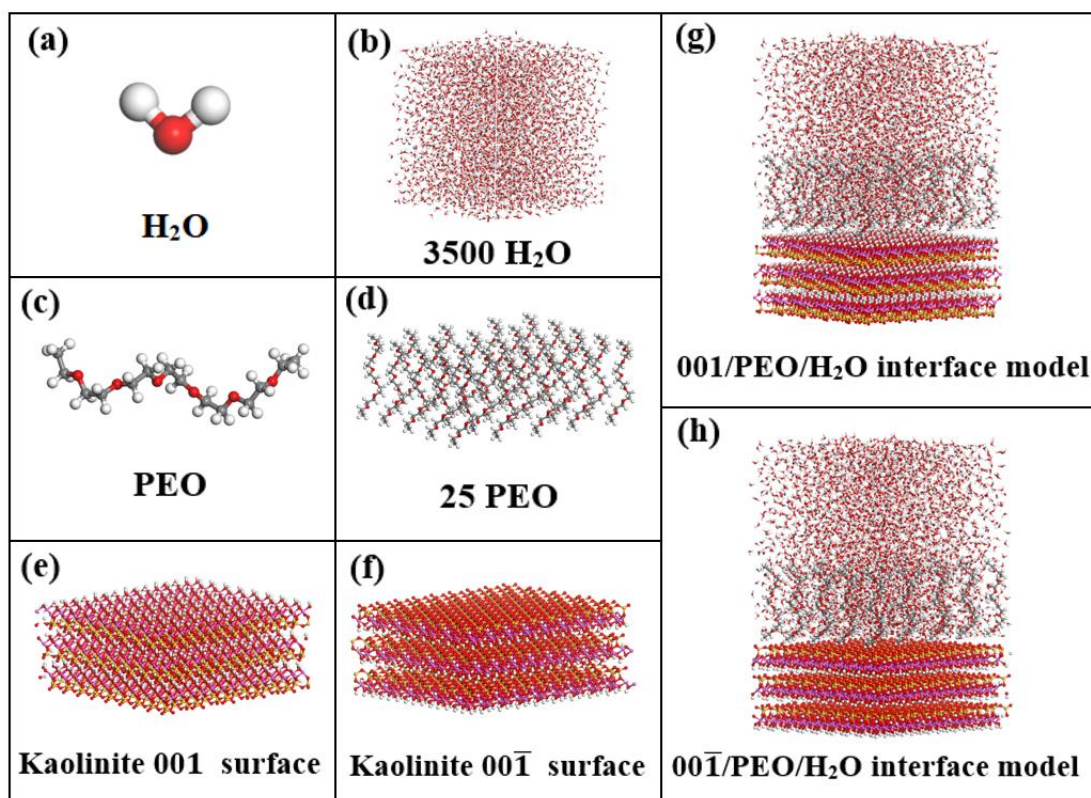 (a)
H₂O
(b)
3500 H₂O
(c)
PEO
(d)
25 PEO
(e)
Kaolinite 001 surface
(f)
Kaolinite 001̅ surface
(g)
001/PEO/H₂O interface model
(h)
001̅/PEO/H₂O interface model